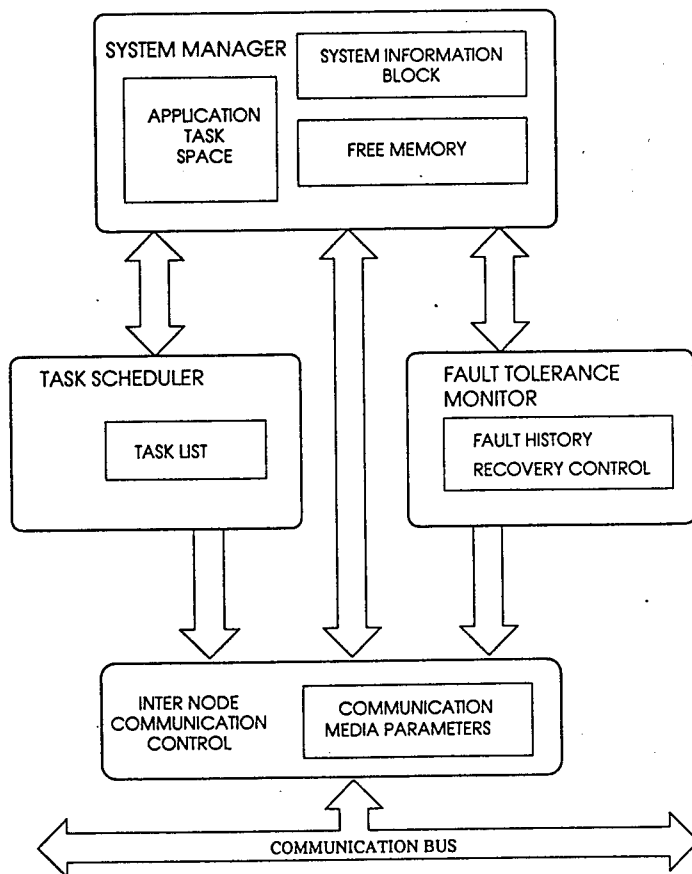 SYSTEM MANAGER
SYSTEM INFORMATION
BLOCK
APPLICATION
TASK
SPACE
FREE MEMORY
TASK SCHEDULER
TASK LIST
FAULT TOLERANCE
MONITOR
FAULT HISTORY
RECOVERY CONTROL
INTER NODE
COMMUNICATION
CONTROL
COMMUNICATION
MEDIA PARAMETERS
COMMUNICATION BUS